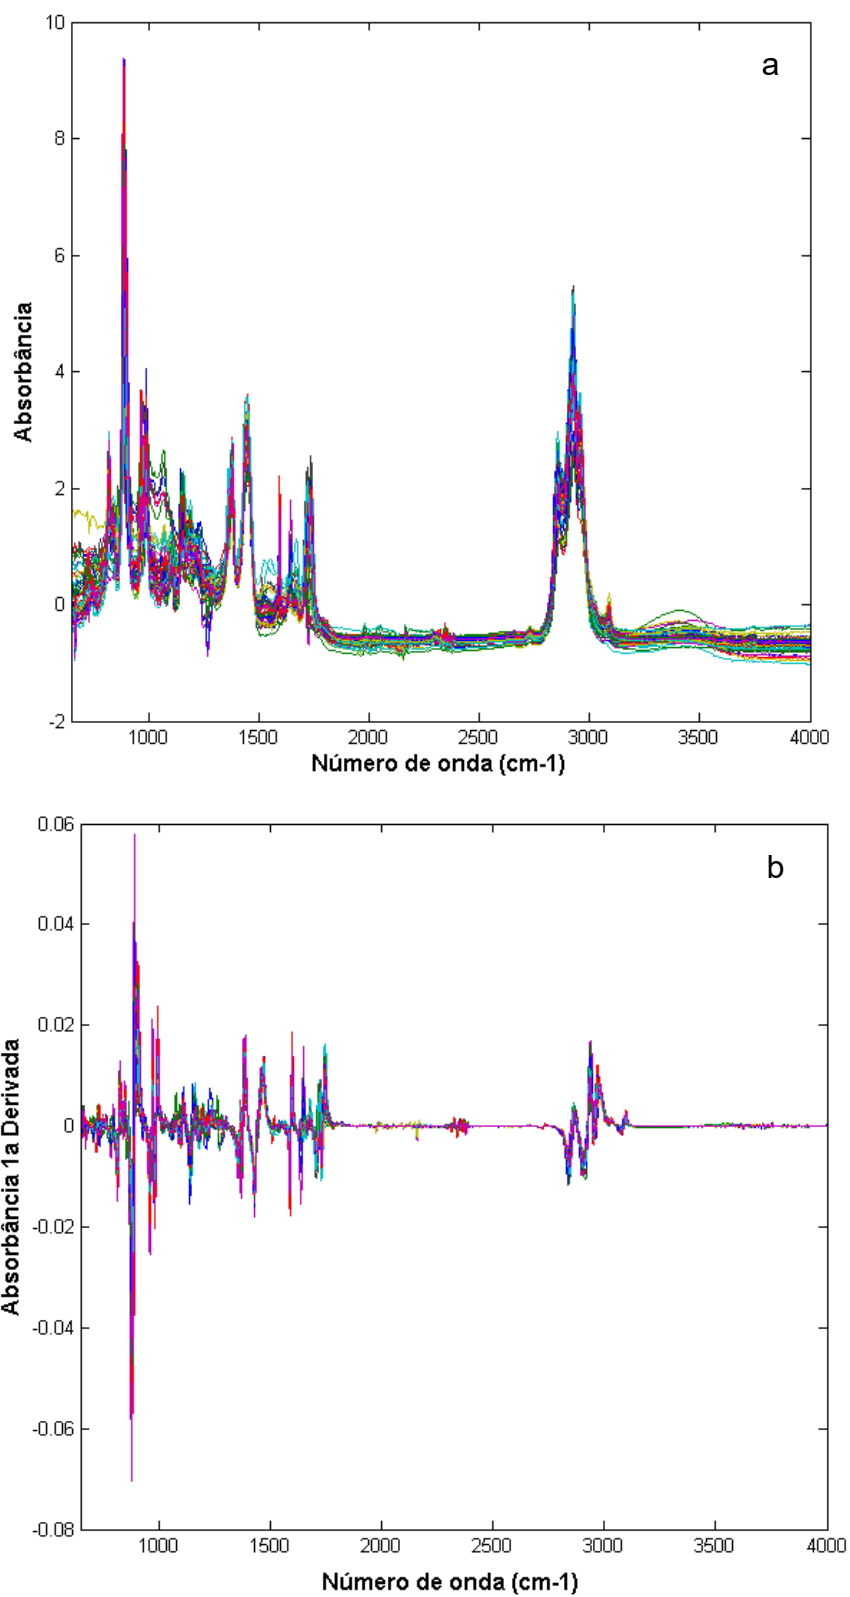 10
a
8
6
4
2
0
-2
Absorbância
1000 1500 2000 2500 3000 3500 4000
Número de onda (cm-1)
0.06
b
0.04
0.02
0
-0.02
-0.04
-0.06
-0.08
Absorbância 1a Derivada
1000 1500 2000 2500 3000 3500 4000
Número de onda (cm-1)